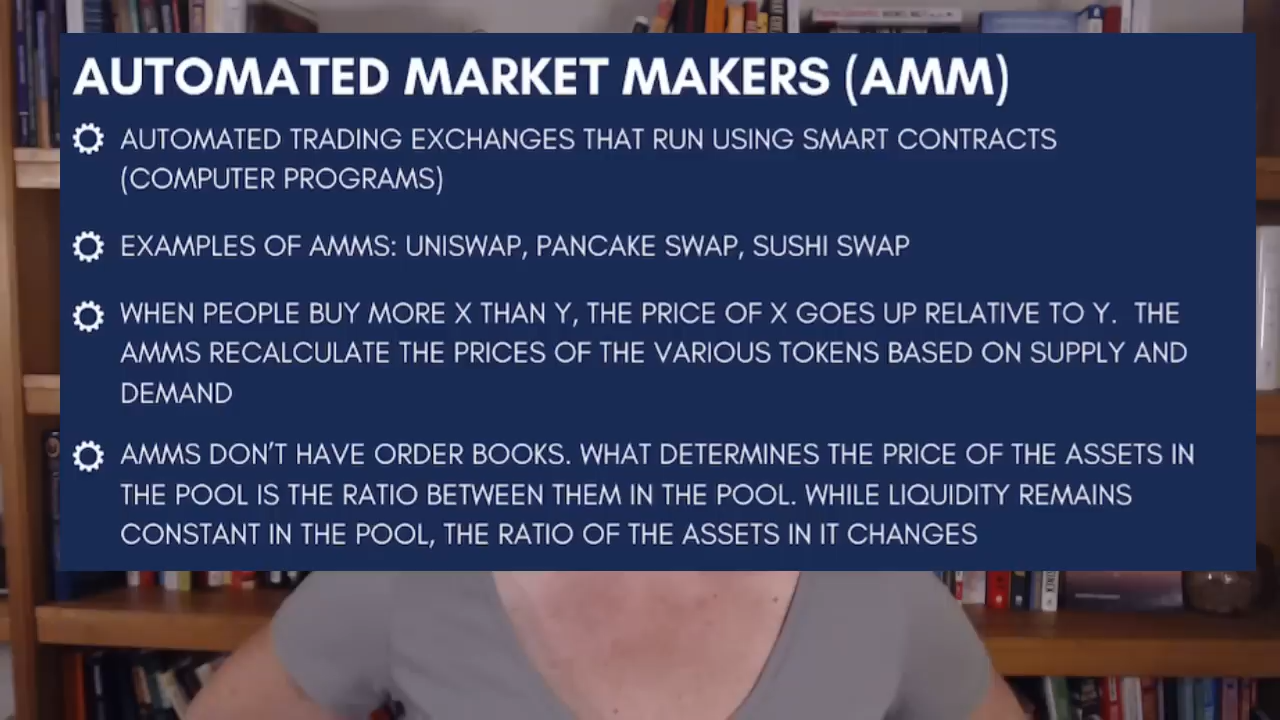 AUTOMATED MARKET MAKERS (AMM)
AUTOMATED TRADING EXCHANGES THAT RUN USING SMART CONTRACTS
(COMPUTER PROGRAMS)
EXAMPLES OF AMMS: UNISWAP, PANCAKE SWAP, SUSHI SWAP
WHEN PEOPLE BUY MORE X THAN Y, THE PRICE OF X GOES UP RELATIVE TO Y. THE
AMMS RECALCULATE THE PRICES OF THE VARIOUS TOKENS BASED ON SUPPLY AND
DEMAND
AMMS DON'T HAVE ORDER BOOKS. WHAT DETERMINES THE PRICE OF THE ASSETS IN
THE POOL IS THE RATIO BETWEEN THEM IN THE POOL. WHILE LIQUIDITY REMAINS
CONSTANT IN THE POOL, THE RATIO OF THE ASSETS IN IT CHANGES